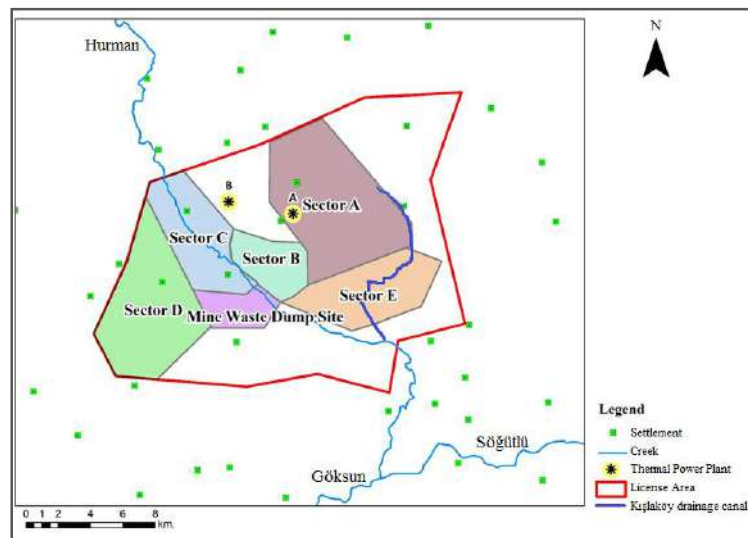 Hurman
N
B
A
Sector A
Sector C
Sector B
Sector E
Sector D
Mine Waste Dump Site
Legend
Settlement
Creek
Thermal Power Plant
License Area
Kışlaköy drainage canal
Söğütlü
Göksun
0 1 2 4 6 8
km.